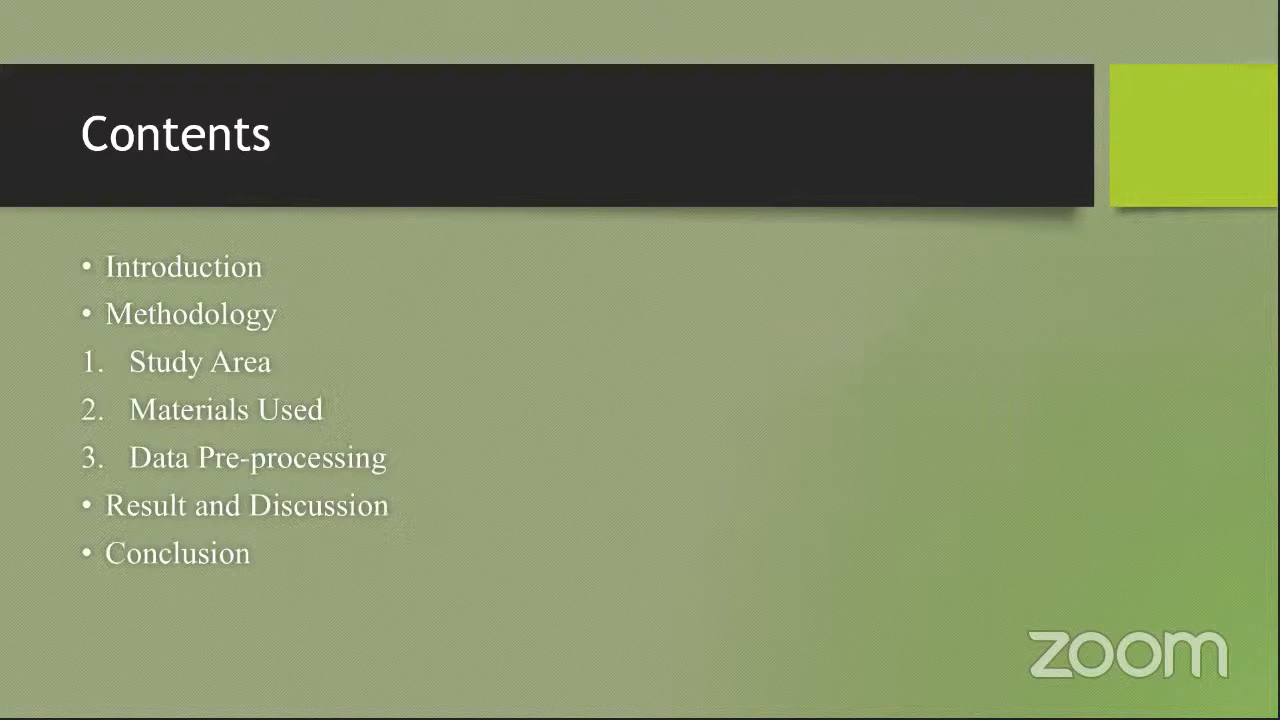 Contents
• Introduction
• Methodology
1. Study Area
2. Materials Used
3. Data Pre-processing
• Result and Discussion
• Conclusion
zoom